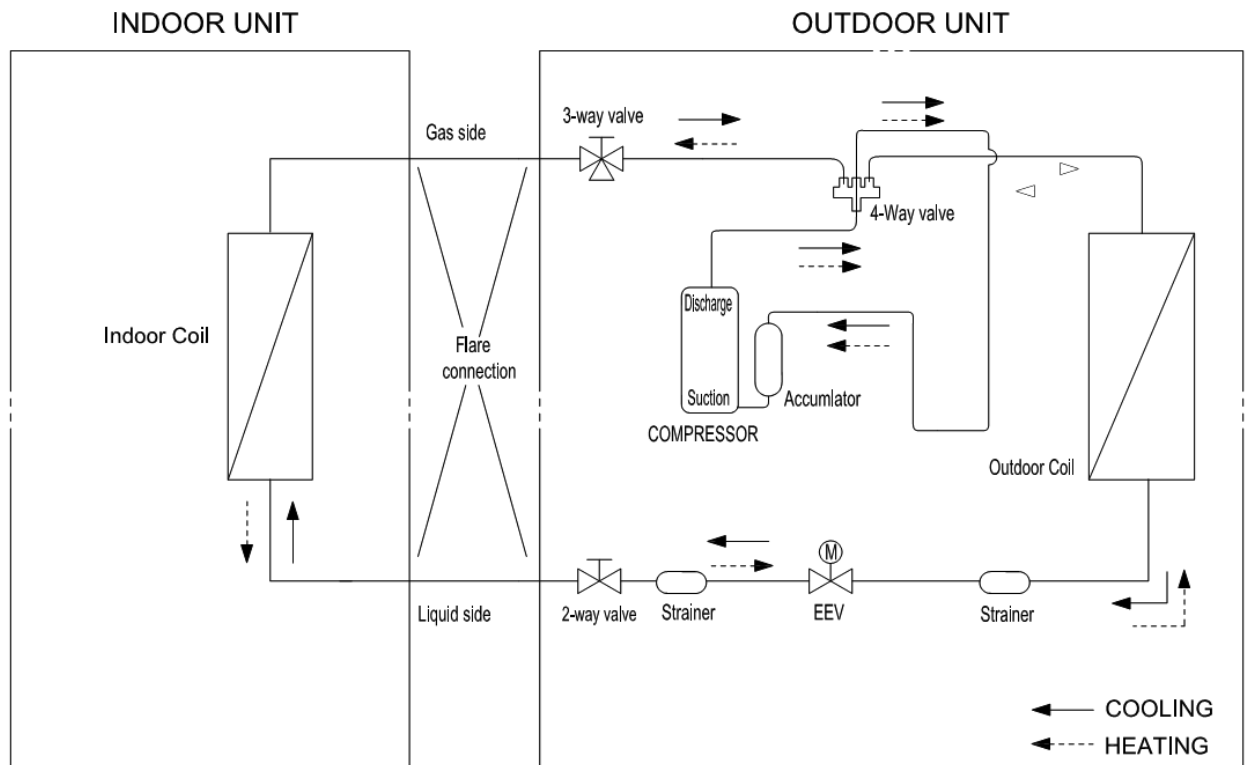 INDOOR UNIT
OUTDOOR UNIT
3-way valve
Gas side
4-Way valve
Discharge
Indoor Coil
Flare
connection
Suction
Accumlator
COMPRESSOR
Outdoor Coil
M
Liquid side
2-way valve
Strainer
EEV
Strainer
COOLING
HEATING